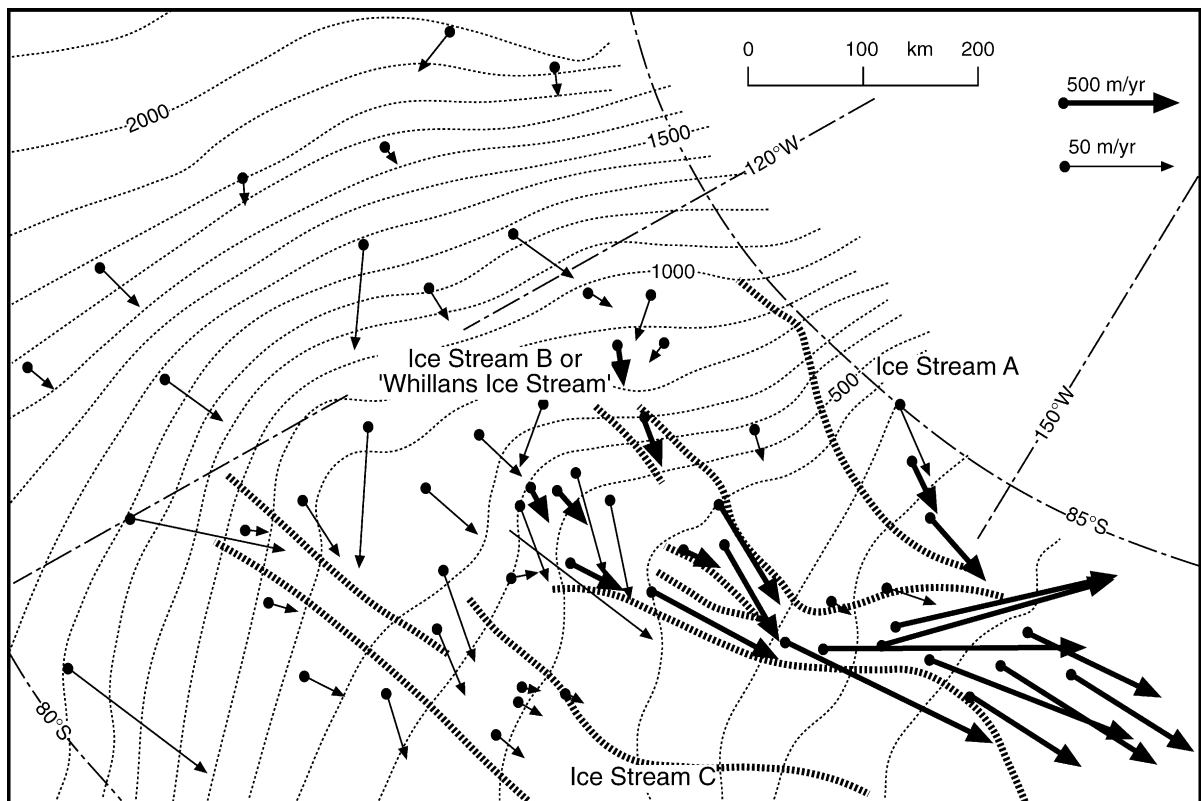 0 100 km 200
500 m/yr
50 m/yr
2000
1500
120°W
1000
Ice Stream B or
'Whillans Ice Stream'
Ice Stream A
500
150°W
85°S
80°S
Ice Stream C